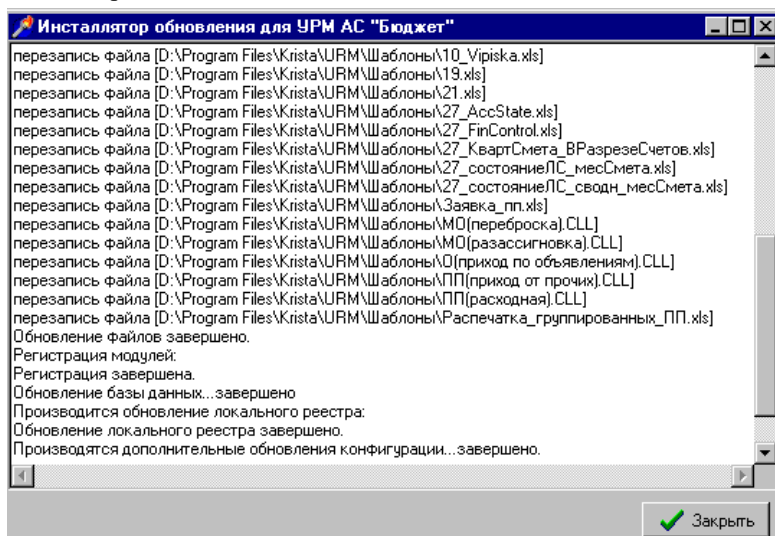 Инсталлятор обновления для УРМ АС "Бюджет"
перезапись файла [D:\Program Files\Krista\URM\Шаблоны\10_Vipiska.xls]
перезапись файла [D:\Program Files\Krista\URM\Шаблоны\19.xls]
перезапись файла [D:\Program Files\Krista\URM\Шаблоны\21.xls]
перезапись файла [D:\Program Files\Krista\URM\Шаблоны\27_AccState.xls]
перезапись файла [D:\Program Files\Krista\URM\Шаблоны\27_FinControl.xls]
перезапись файла [D:\Program Files\Krista\URM\Шаблоны\27_КвартСмета_ВРазрезеСчетов.xls]
перезапись файла [D:\Program Files\Krista\URM\Шаблоны\27_состояниеЛС_месСмета.xls]
перезапись файла [D:\Program Files\Krista\URM\Шаблоны\27_состояниеЛС_сводн_месСмета.xls]
перезапись файла [D:\Program Files\Krista\URM\Шаблоны\Заявка_пп.xls]
перезапись файла [D:\Program Files\Krista\URM\Шаблоны\МО(переброска).CLL]
перезапись файла [D:\Program Files\Krista\URM\Шаблоны\МО(разассигновка).CLL]
перезапись файла [D:\Program Files\Krista\URM\Шаблоны\О(приход по объявлениям).CLL]
перезапись файла [D:\Program Files\Krista\URM\Шаблоны\ПП(приход от прочих).CLL]
перезапись файла [D:\Program Files\Krista\URM\Шаблоны\ПП(расходная).CLL]
перезапись файла [D:\Program Files\Krista\URM\Шаблоны\Распечатка_группированных_ПП.xls]
Обновление файлов завершено.
Регистрация модулей:
Регистрация завершена.
Обновление базы данных...завершено
Производится обновление локального реестра:
Обновление локального реестра завершено.
Производятся дополнительные обновления конфигурации...завершено.
Закрыть